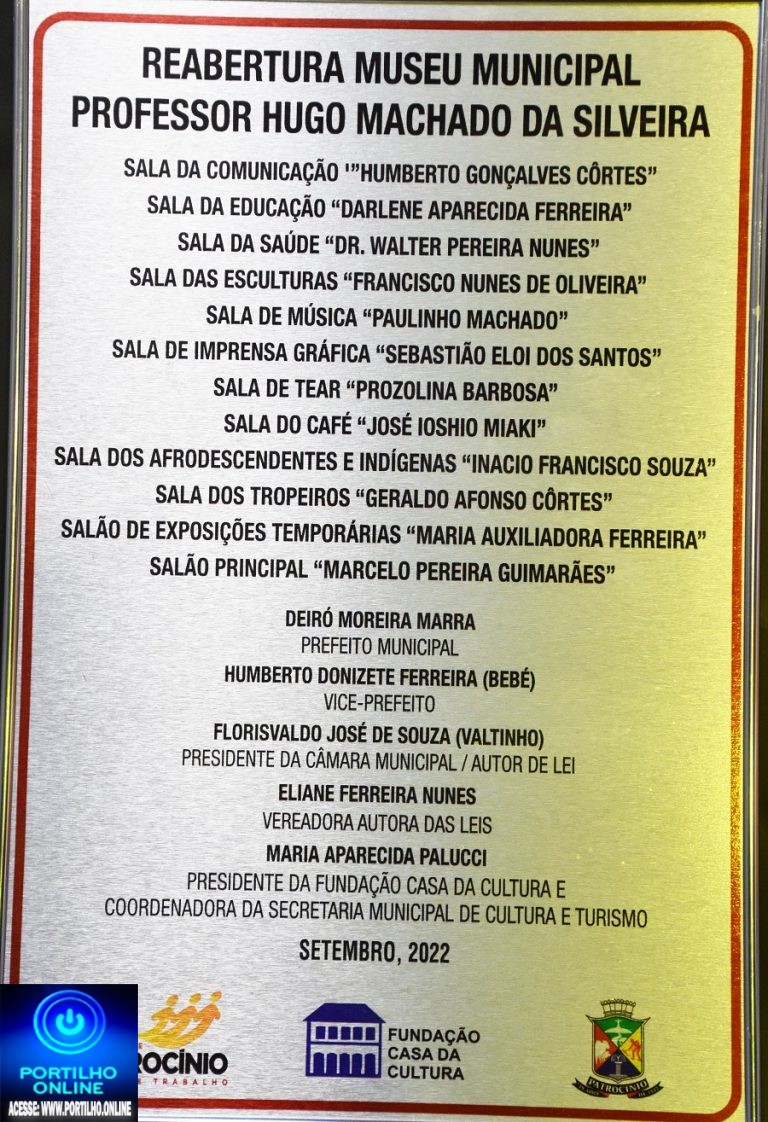 REABERTURA MUSEU MUNICIPAL
PROFESSOR HUGO MACHADO DA SILVEIRA
SALA DA COMUNICAÇÃO '"HUMBERTO GONÇALVES CÔRTES”
SALA DA EDUCAÇÃO “DARLENE APARECIDA FERREIRA”
SALA DA SAÚDE “DR. WALTER PEREIRA NUNES”
SALA DAS ESCULTURAS “FRANCISCO NUNES DE OLIVEIRA”
SALA DE MÚSICA “PAULINHO MACHADO”
SALA DE IMPRENSA GRÁFICA “SEBASTIÃO ELOI DOS SANTOS”
SALA DE TEAR “PROZOLINA BARBOSA”
SALA DO CAFÉ “JOSÉ IOSHIO MIAKI”
SALA DOS AFRODESCENDENTES E INDÍGENAS “INACIO FRANCISCO SOUZA”
SALA DOS TROPEIROS “GERALDO AFONSO CÔRTES”
SALÃO DE EXPOSIÇÕES TEMPORÁRIAS “MARIA AUXILIADORA FERREIRA”
SALÃO PRINCIPAL “MARCELO PEREIRA GUIMARÃES”
DEIRÓ MOREIRA MARRA
PREFEITO MUNICIPAL
HUMBERTO DONIZETE FERREIRA (BEBÉ)
VICE-PREFEITO
FLORISVALDO JOSÉ DE SOUZA (VALTINHO)
PRESIDENTE DA CÂMARA MUNICIPAL / AUTOR DE LEI
ELIANE FERREIRA NUNES
VEREADORA AUTORA DAS LEIS
MARIA APARECIDA PALUCCI
PRESIDENTE DA FUNDAÇÃO CASA DA CULTURA E
COORDENADORA DA SECRETARIA MUNICIPAL DE CULTURA E TURISMO
SETEMBRO, 2022
ROCÍNIO
E TRABALHO
FUNDAÇÃO
CASA DA
CULTURA
PATROCÍNIO
PORTILHO
ONLINE
ACESSE: WWW.PORTILHO.ONLINE